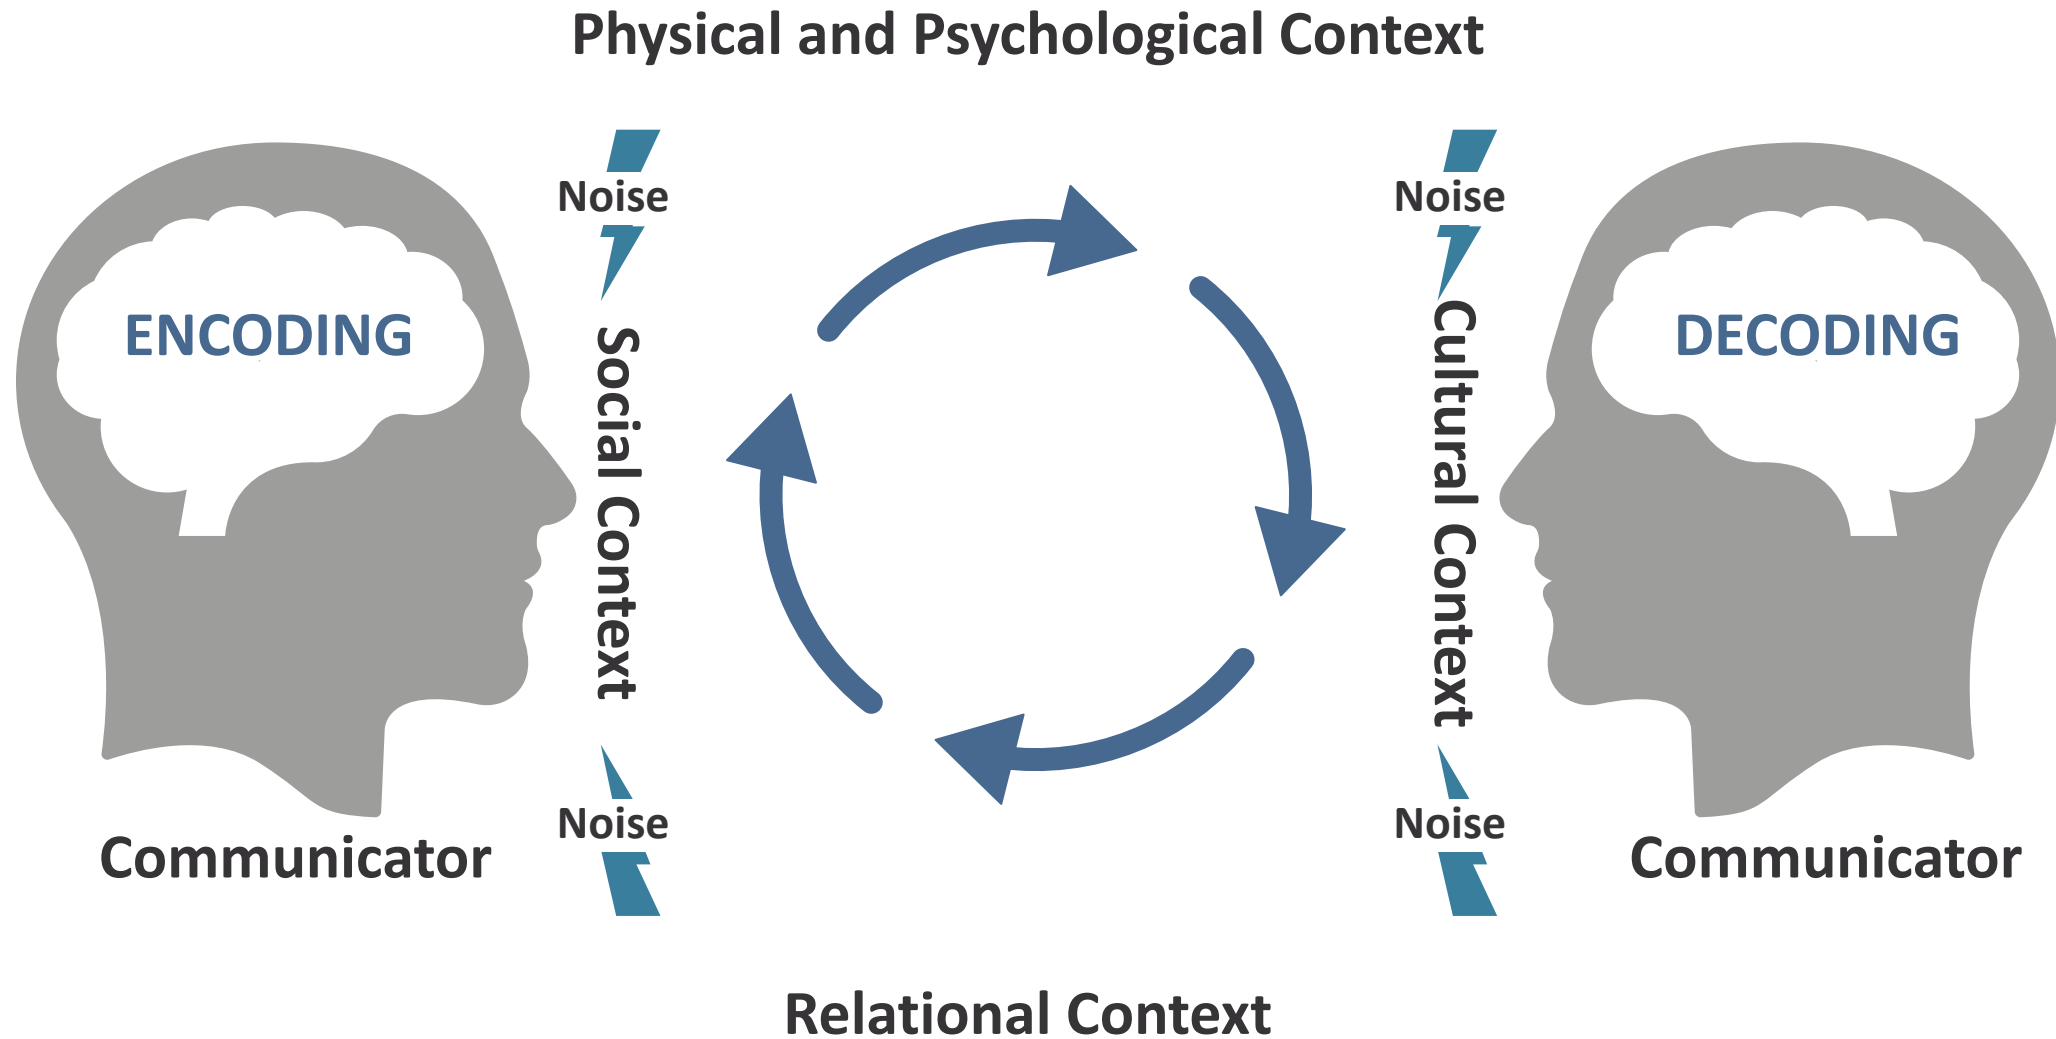 Physical and Psychological Context
Noise
Noise
ENCODING
DECODING
Social Context
Cultural Context
Noise
Noise
Communicator
Communicator
Relational Context